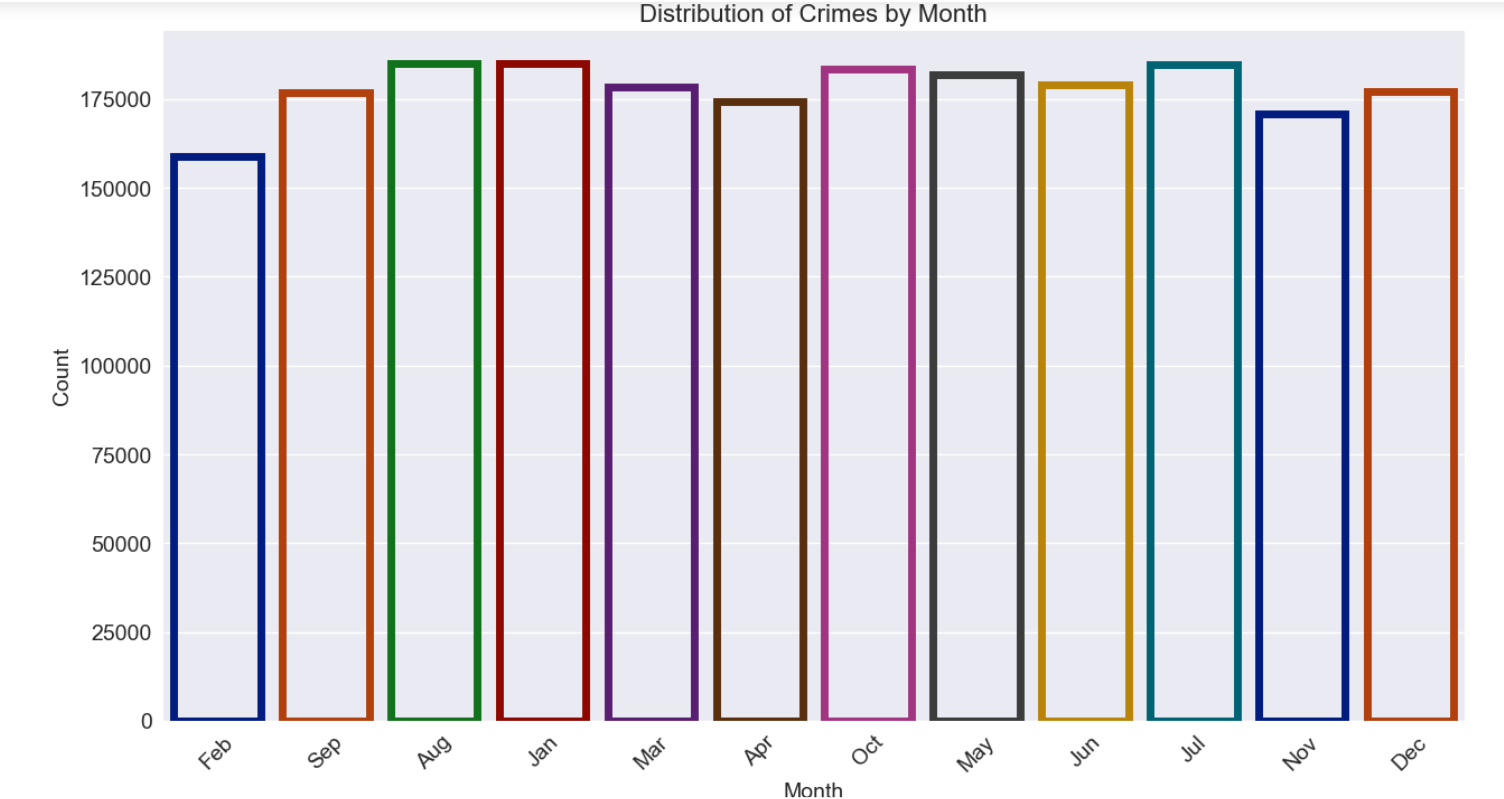 Distribution of Crimes by Month
175000
150000
125000
100000
75000
50000
25000
0
Count
Feb Sep Aug Jan Mar Apr Oct May Jun Jul Nov Dec
Month